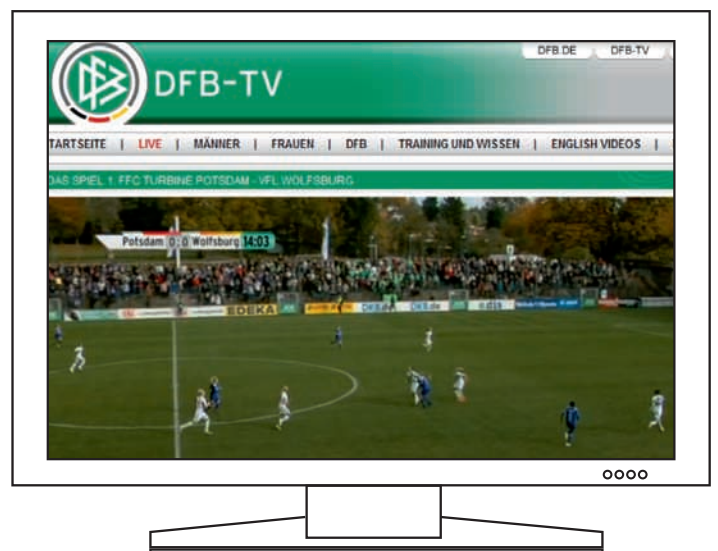 DFB.DE DFB-TV
DFB-TV
TARTSEITE | LIVE | MÄNNER | FRAUEN | DFB | TRAINING UND WISSEN | ENGLISH VIDEOS |
DAS SPIEL 1. FFC TURBINE POTSDAM - VFL WOLFSBURG
Potsdam 0:0 Wolfsburg 14:03
EDEKA